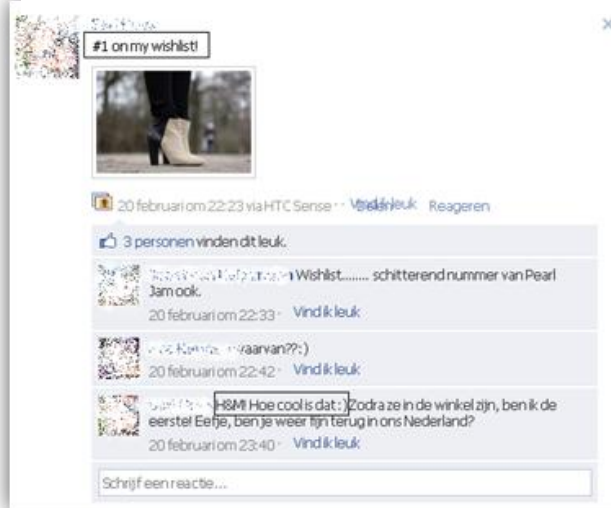 #1 on my wishlist!
20 februari om 22:23 via HTC Sense · Vind ik leuk Reageren
3 personen vinden dit leuk.
Wishlist........ schitterend nummer van Pearl
Jam ook.
20 februari om 22:33 · Vind ik leuk
waarvan??:)
20 februari om 22:42 · Vind ik leuk
H&M! Hoe cool is dat :) Zodra ze in de winkel zijn, ben ik de
eerste! Eefje, ben je weer fijn terug in ons Nederland?
20 februari om 23:40 · Vind ik leuk
Schrijf een reactie...